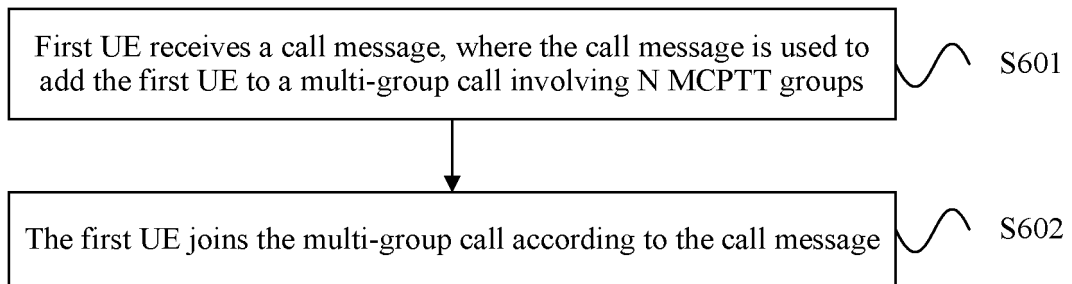 First UE receives a call message, where the call message is used to
add the first UE to a multi-group call involving N MCPTT groups
S601
The first UE joins the multi-group call according to the call message
S602